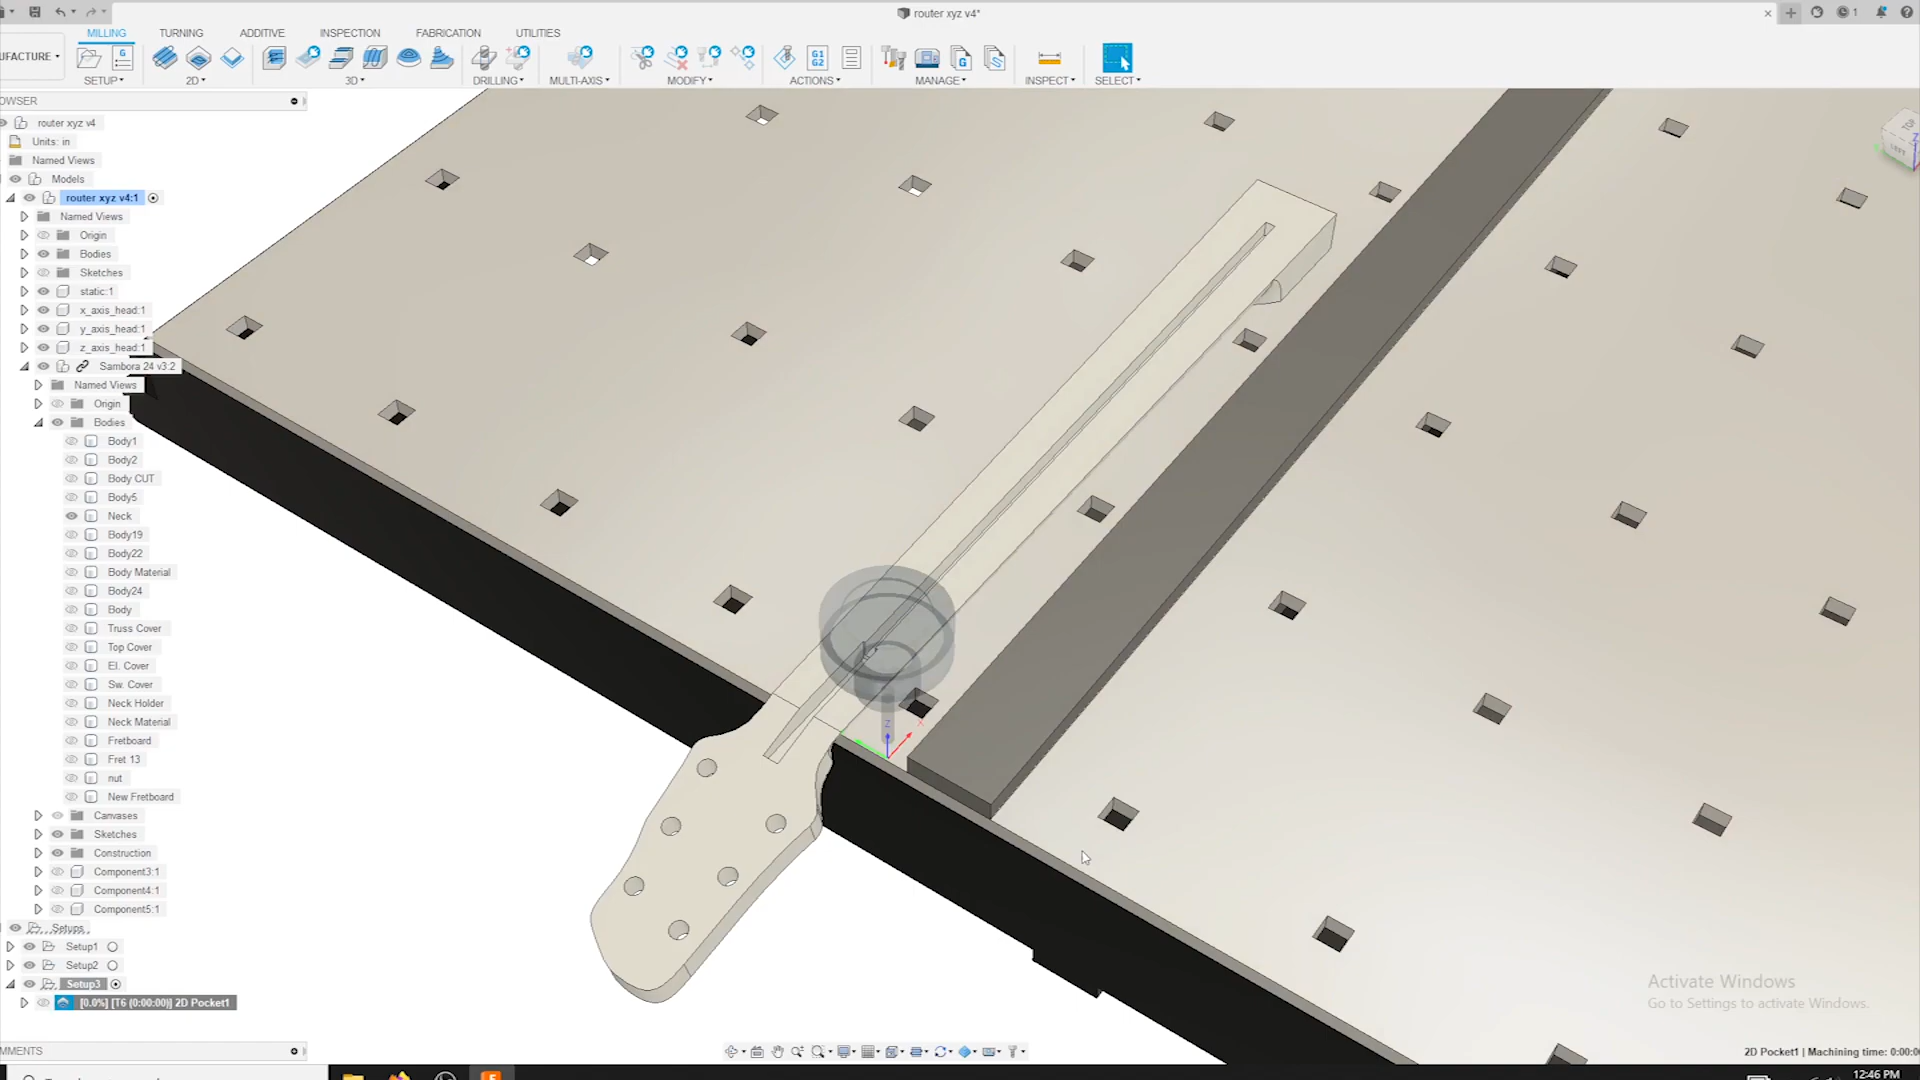 router xyz v4*
1
MILLING
TURNING
ADDITIVE
INSPECTION
FABRICATION
UTILITIES
UFACTURE
SETUP
2D
3D
DRILLING
MULTI-AXIS
MODIFY
G1
G2
ACTIONS
MANAGE
INSPECT
SELECT
OWSER
router xyz v4
Units: in
Named Views
Models
router xyz v4:1
Named Views
Origin
Bodies
Sketches
static:1
x_axis_head:1
y_axis_head:1
z_axis_head:1
Sambora 24 v3:2
Named Views
Origin
Bodies
Body1
Body2
Body CUT
Body5
Neck
Body19
Body22
Body Material
Body24
Body
Truss Cover
Top Cover
El. Cover
Sw. Cover
Neck Holder
Neck Material
Fretboard
Fret 13
nut
New Fretboard
Canvases
Sketches
Construction
Component3:1
Component4:1
Component5:1
Setups
Setup1
Setup2
Setup3
[0.0%] [T6 (0:00:00)] 2D Pocket1
Z
X
LEFT
Z
Activate Windows
Go to Settings to activate Windows.
MMENTS
2D Pocket1 | Machining time: 0:00:0
12:46 PM